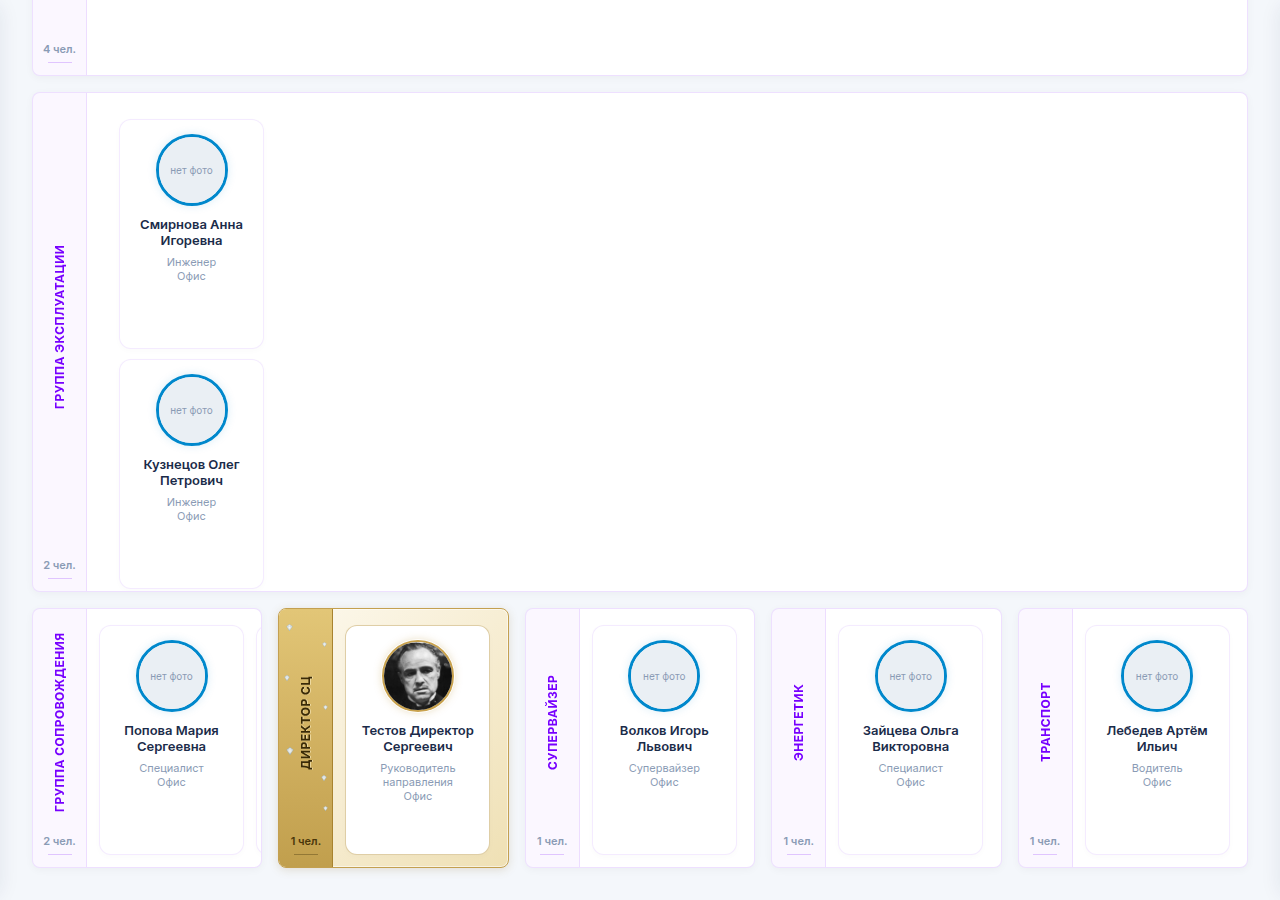 4 чел.
ГРУППА ЭКСПЛУАТАЦИИ
2 чел.
нет фото
Смирнова Анна
Игоревна
Инженер
Офис
нет фото
Кузнецов Олег
Петрович
Инженер
Офис
ГРУППА СОПРОВОЖДЕНИЯ
2 чел.
нет фото
Попова Мария
Сергеевна
Специалист
Офис
ДИРЕКТОР СЦ
1 чел.
Тестов Директор
Сергеевич
Руководитель
направления
Офис
СУПЕРВАЙЗЕР
1 чел.
нет фото
Волков Игорь
Львович
Супервайзер
Офис
ЭНЕРГЕТИК
1 чел.
нет фото
Зайцева Ольга
Викторовна
Специалист
Офис
ТРАНСПОРТ
1 чел.
нет фото
Лебедев Артём
Ильич
Водитель
Офис